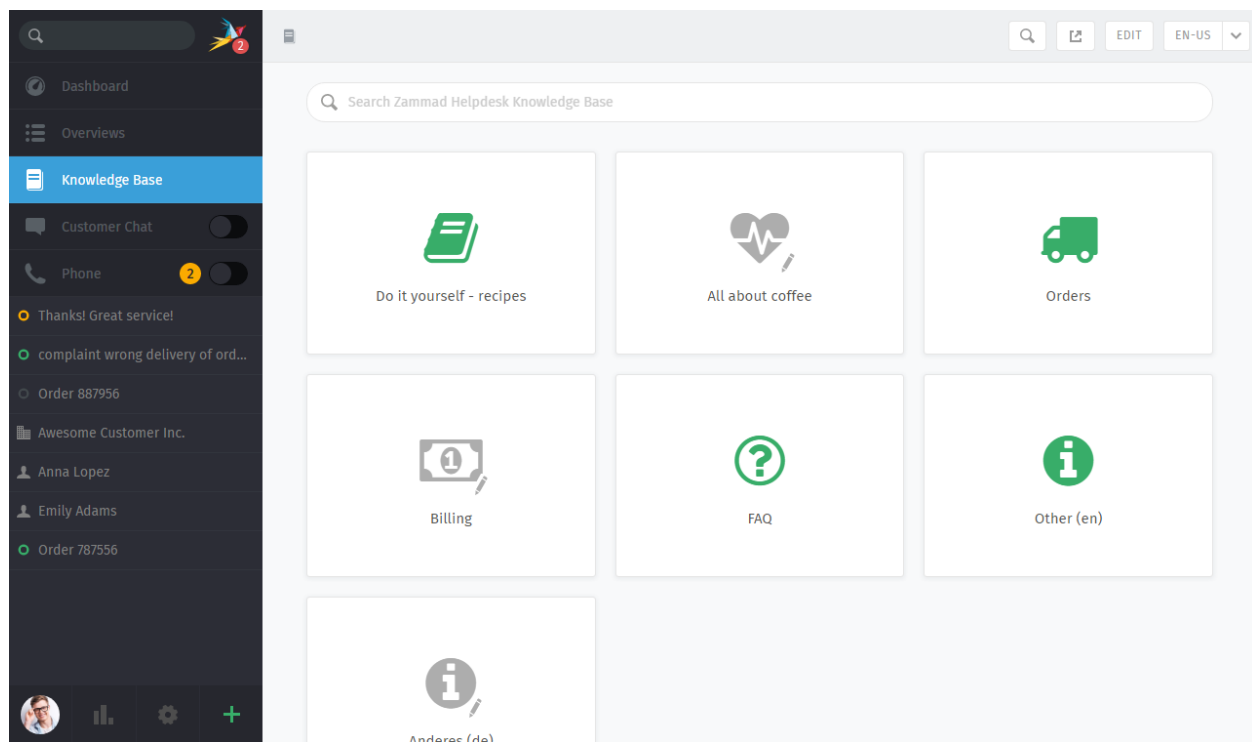 2
EDIT
EN-US
Dashboard
Overviews
Knowledge Base
Customer Chat
Phone
2
Thanks! Great service!
complaint wrong delivery of ord...
Order 887956
Awesome Customer Inc.
Anna Lopez
Emily Adams
Order 787556
Search Zammad Helpdesk Knowledge Base
Do it yourself - recipes
All about coffee
Orders
1
Billing
FAQ
Other (en)
Anderes (de)